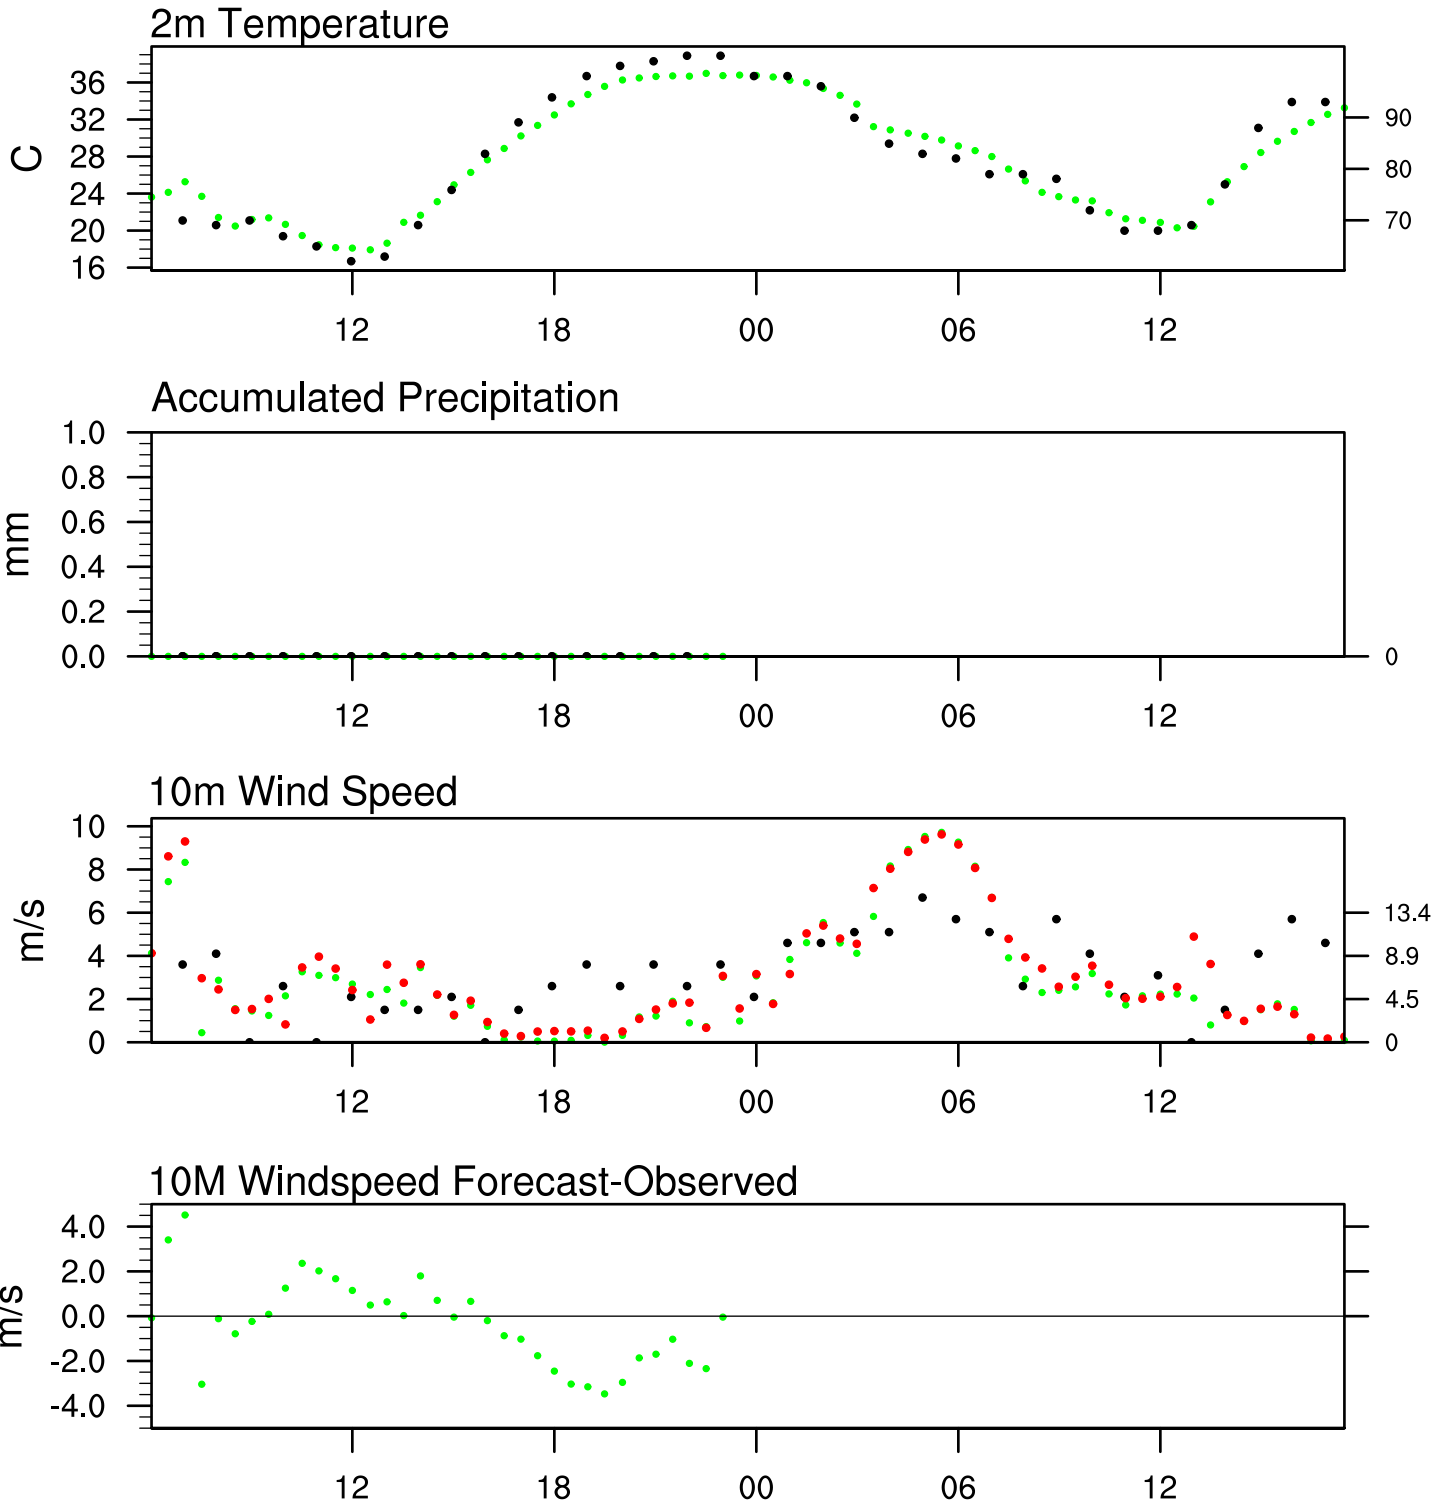 2m Temperature
C
36
32
28
24
20
16
90
80
70
12 18 00 06 12
Accumulated Precipitation
mm
1.0
0.8
0.6
0.4
0.2
0.0
0
12 18 00 06 12
10m Wind Speed
m/s
10
8
6
4
2
0
13.4
8.9
4.5
0
12 18 00 06 12
10M Windspeed Forecast-Observed
m/s
4.0
2.0
0.0
-2.0
-4.0
12 18 00 06 12